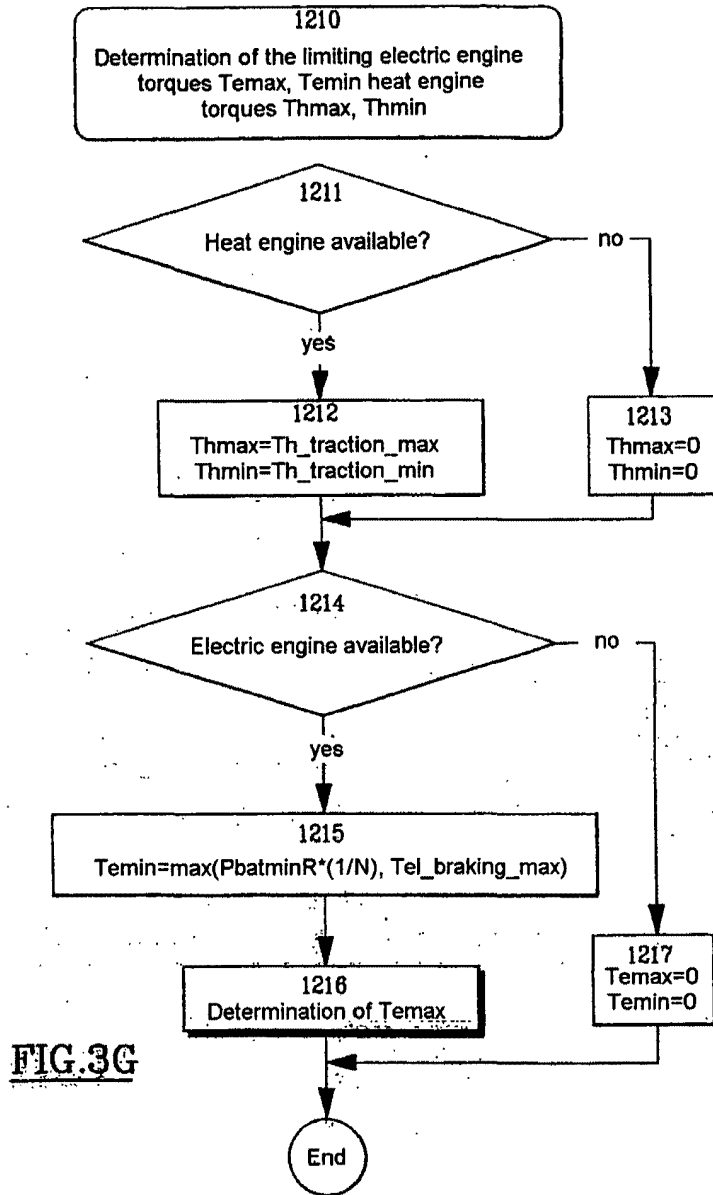 1210
Determination of the limiting electric engine
torques Temax, Temin heat engine
torques Thmax, Thmin
1211
Heat engine available?
no
yes
1212
Thmax=Th_traction_max
Thmin=Th_traction_min
1213
Thmax=0
Thmin=0
1214
Electric engine available?
no
yes
1215
Temin=max(PbatminR*(1/N), Tel_braking_max)
1216
Determination of Temax
1217
Temax=0
Temin=0
FIG.3G
End